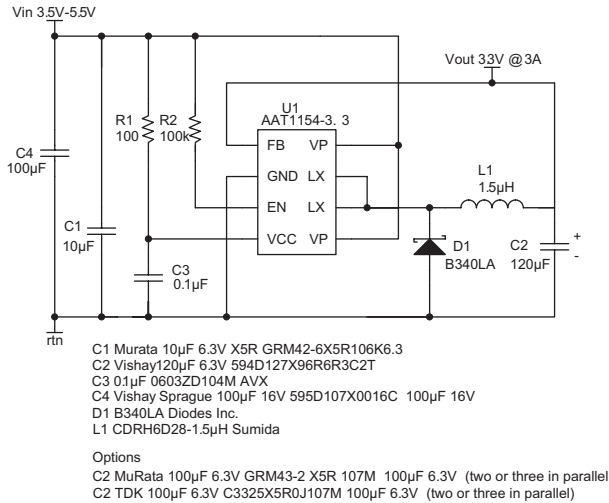 Vin 3.5V-5.5V
Vout 3.3V @ 3A
U1
AAT1154-3. 3
R1
100
R2
100k
FB VP
GND LX
EN LX
VCC VP
L1
1.5µH
C4
100µF
C1
10µF
C3
0.1µF
D1
B340LA
C2
120µF
+
-
rtn
C1 Murata 10µF 6.3V X5R GRM42-6X5R106K6.3
C2 Vishay120µF 6.3V 594D127X96R6R3C2T
C3 0.1µF 0603ZD104M AVX
C4 Vishay Sprague 100µF 16V 595D107X0016C 100µF 16V
D1 B340LA Diodes Inc.
L1 CDRH6D28-1.5µH Sumida
Options
C2 MuRata 100µF 6.3V GRM43-2 X5R 107M 100µF 6.3V (two or three in parallel
C2 TDK 100µF 6.3V C3325X5R0J107M 100µF 6.3V (two or three in parallel)